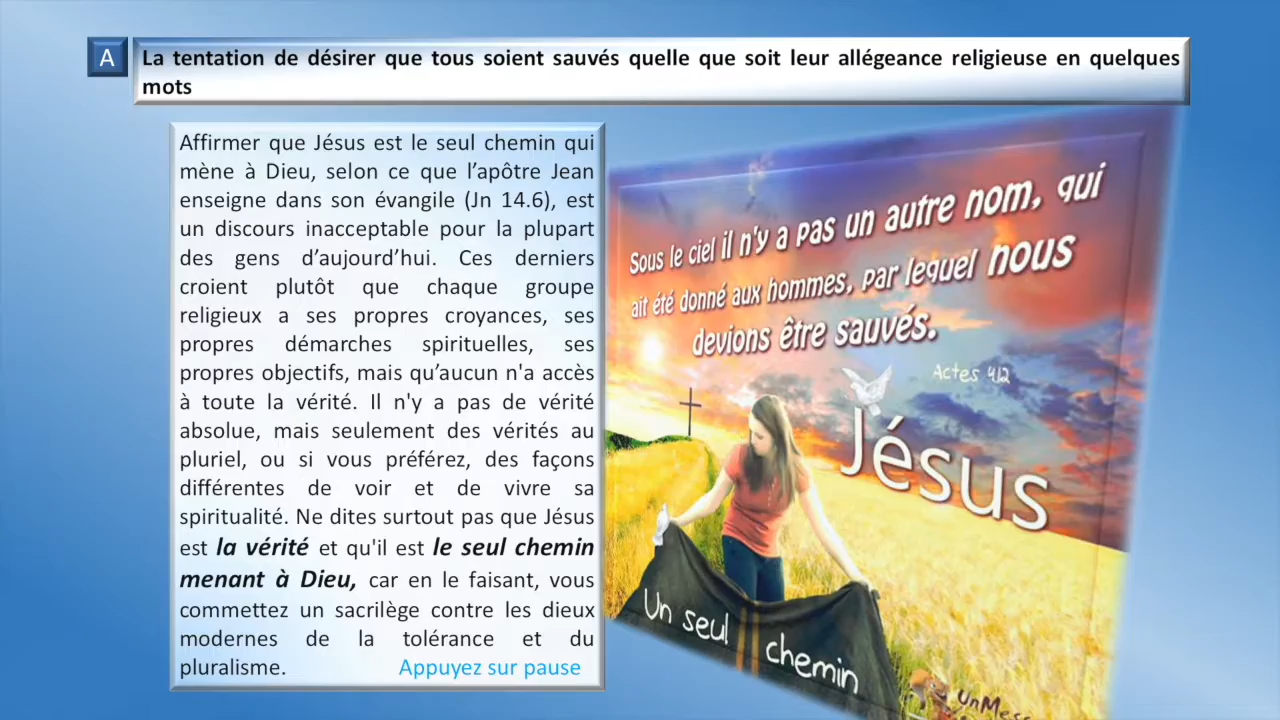 A
La tentation de désirer que tous soient sauvés quelle que soit leur allégeance religieuse en quelques
mots
Affirmer que Jésus est le seul chemin qui
mène à Dieu, selon ce que l’apôtre Jean
enseigne dans son évangile (Jn 14.6), est
un discours inacceptable pour la plupart
des gens d’aujourd’hui. Ces derniers
croient plutôt que chaque groupe
religieux a ses propres croyances, ses
propres démarches spirituelles, ses
propres objectifs, mais qu’aucun n'a accès
à toute la vérité. Il n'y a pas de vérité
absolue, mais seulement des vérités au
pluriel, ou si vous préférez, des façons
différentes de voir et de vivre sa
spiritualité. Ne dites surtout pas que Jésus
est la vérité et qu'il est le seul chemin
menant à Dieu, car en le faisant, vous
commettez un sacrilège contre les dieux
modernes de la tolérance et du
pluralisme. Appuyez sur pause
Sous le ciel il n'y a pas un autre nom, qui
ait été donné aux hommes, par lequel nous
devions être sauvés.
Actes 4.12
Jésus
Un seul chemin